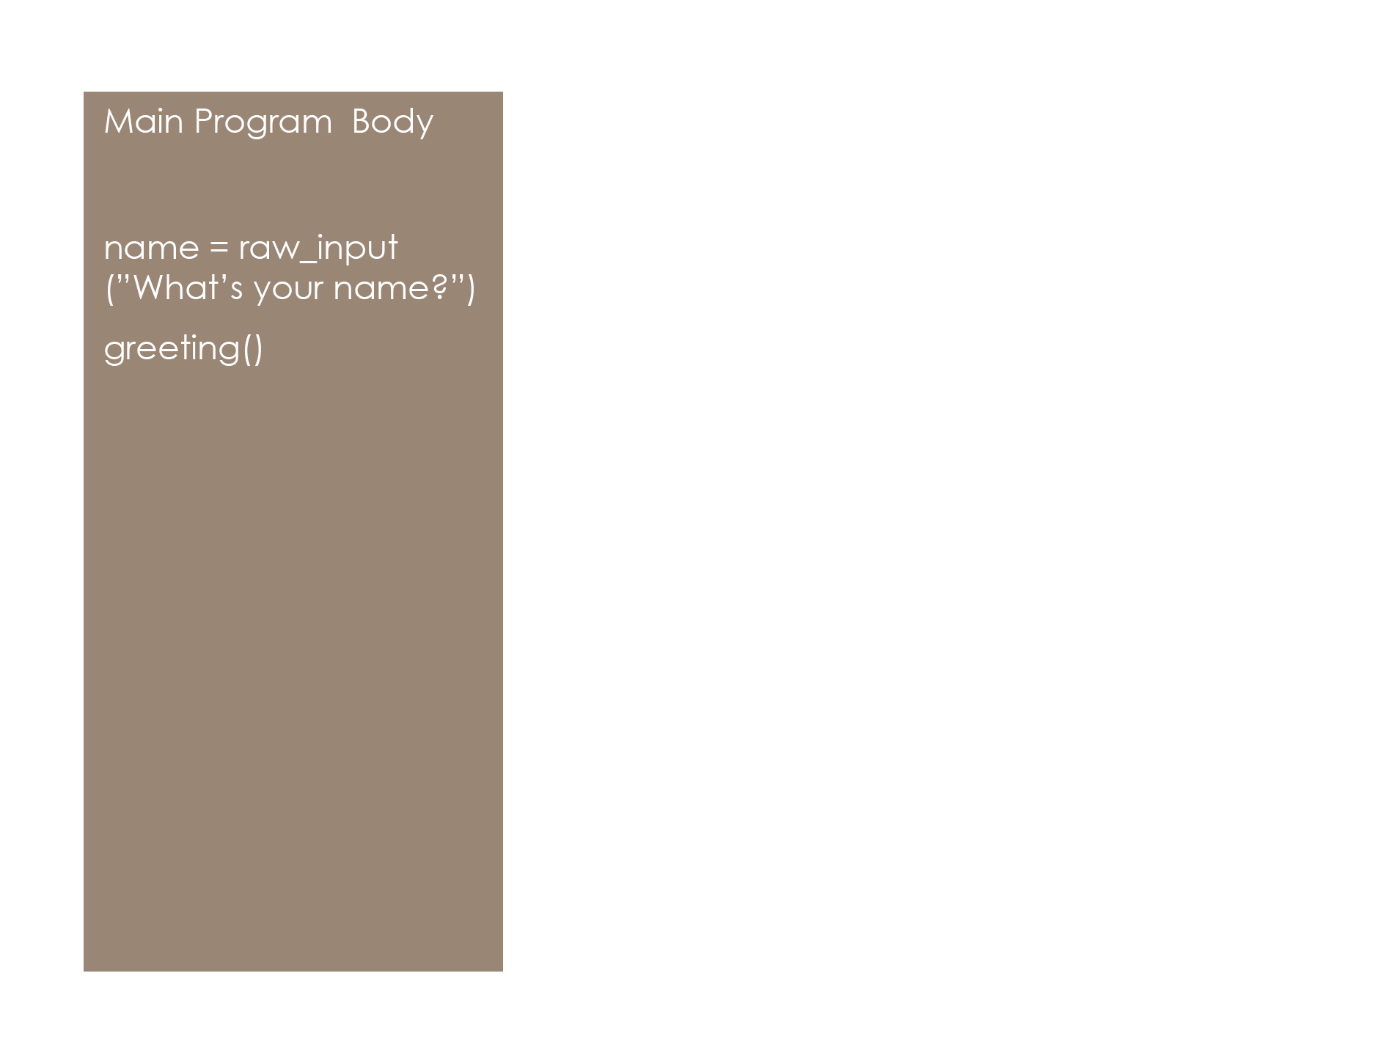 Main Program  Body
name = raw_input
(”What’s your name?”)
greeting()